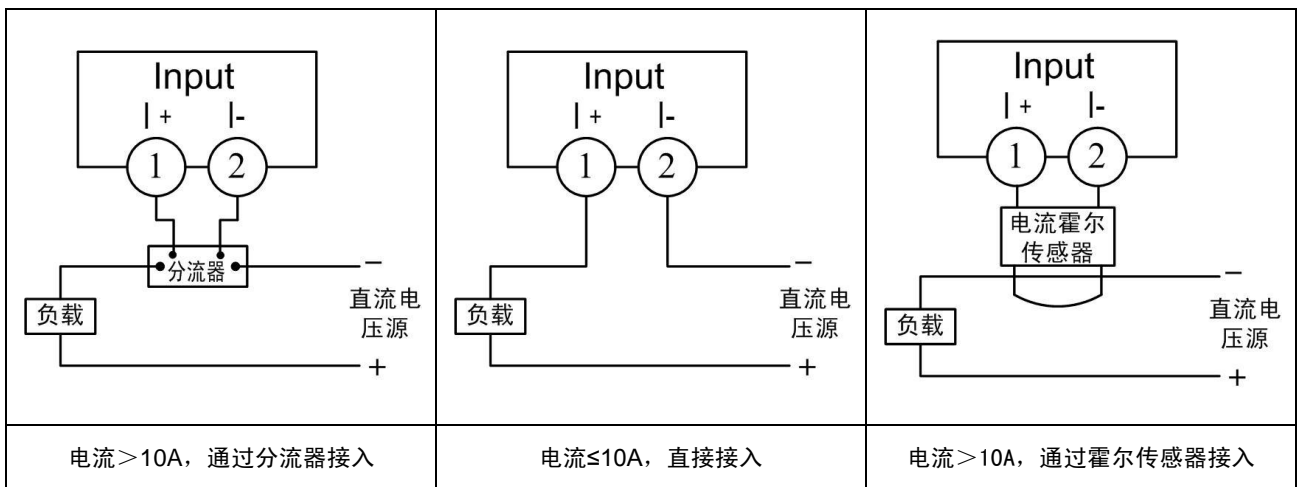 Input
I + I-
1 2
分流器
−
负载
直流电
压源
+
电流＞10A，通过分流器接入
Input
I + I-
1 2
−
负载
直流电
压源
+
电流≤10A，直接接入
Input
I + I-
1 2
电流霍尔
传感器
−
负载
直流电
压源
+
电流＞10A，通过霍尔传感器接入